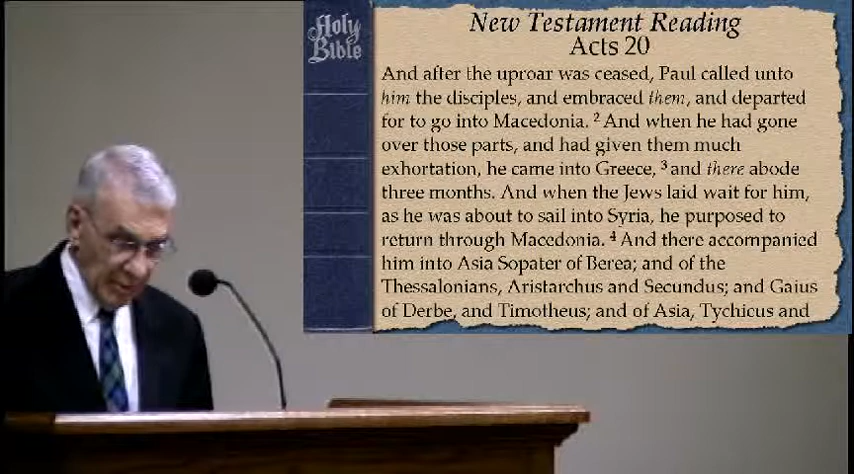 Holy
Bible
New Testament Reading
Acts 20
And after the uproar was ceased, Paul called unto
him the disciples, and embraced them, and departed
for to go into Macedonia. ² And when he had gone
over those parts, and had given them much
exhortation, he came into Greece, ³ and there abode
three months. And when the Jews laid wait for him,
as he was about to sail into Syria, he purposed to
return through Macedonia. ⁴ And there accompanied
him into Asia Sopater of Berea; and of the
Thessalonians, Aristarchus and Secundus; and Gaius
of Derbe, and Timotheus; and of Asia, Tychicus and